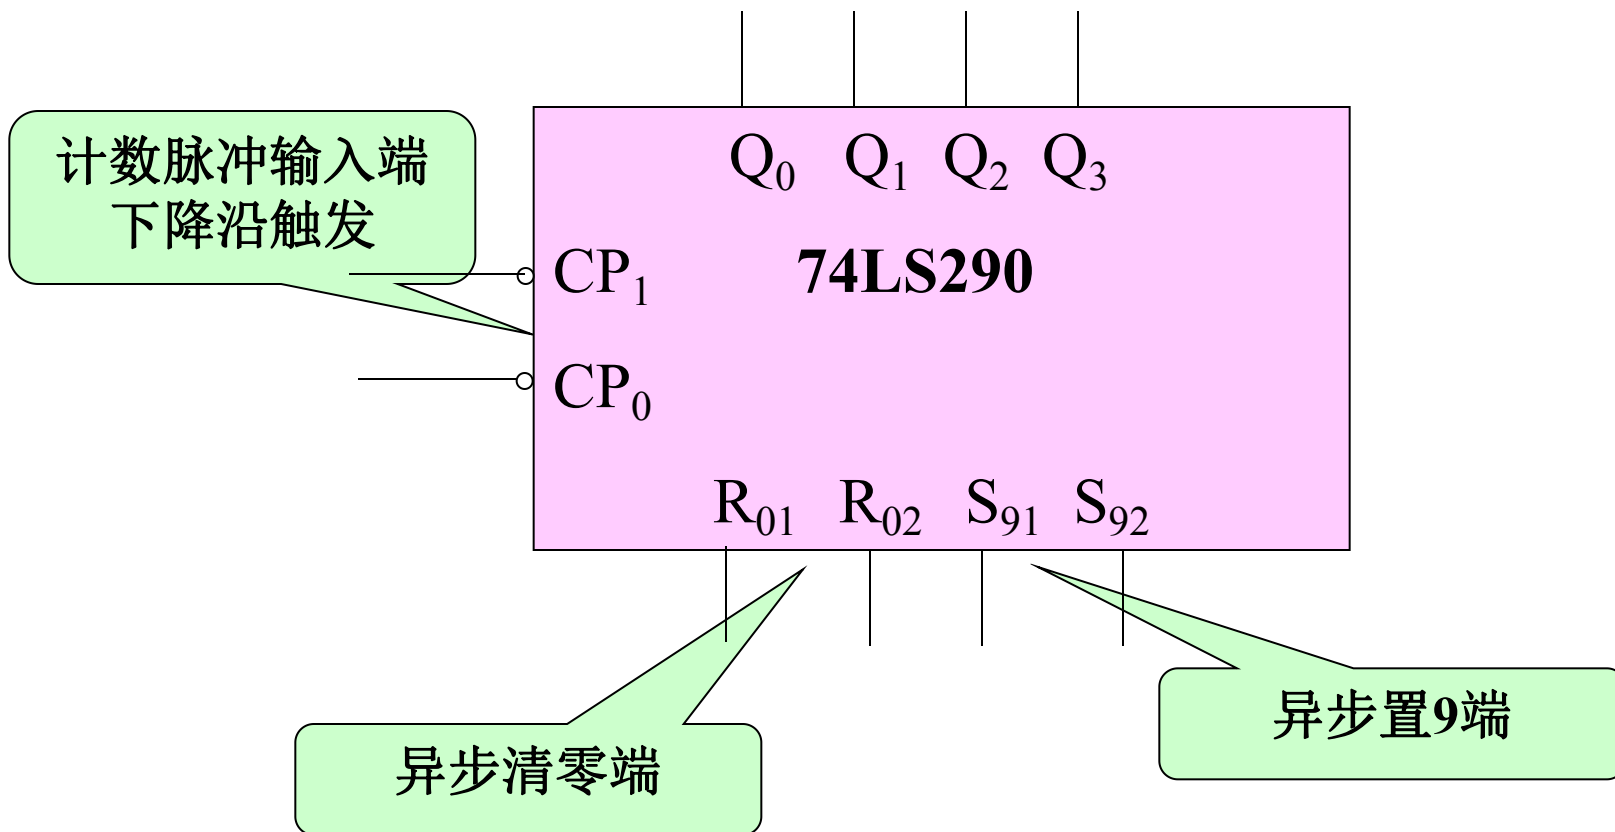 计数脉冲输入端
下降沿触发
Q₀ Q₁ Q₂ Q₃
CP₁ 74LS290
CP₀
R₀₁ R₀₂ S₉₁ S₉₂
异步置9端
异步清零端